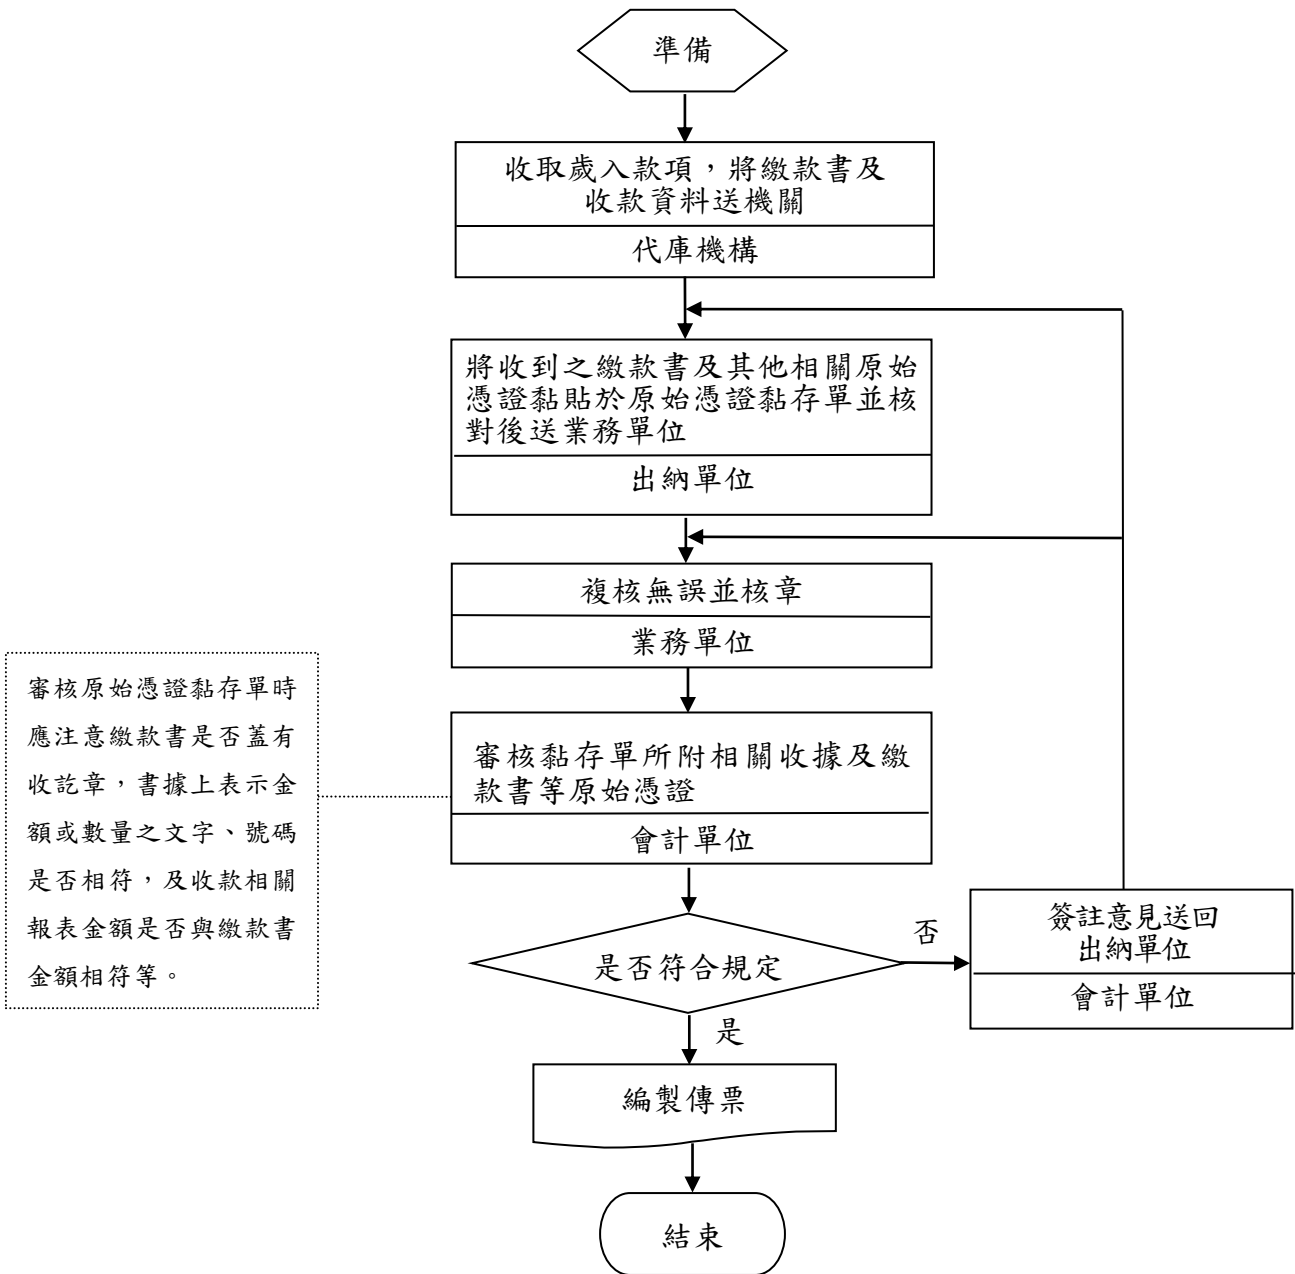 準備
收取歲入款項，將繳款書及
收款資料送機關
代庫機構
將收到之繳款書及其他相關原始
憑證黏貼於原始憑證黏存單並核
對後送業務單位
出納單位
複核無誤並核章
業務單位
審核原始憑證黏存單時
應注意繳款書是否蓋有
收訖章，書據上表示金
額或數量之文字、號碼
是否相符，及收款相關
報表金額是否與繳款書
金額相符等。
審核黏存單所附相關收據及繳
款書等原始憑證
會計單位
是否符合規定
否
簽註意見送回
出納單位
會計單位
是
編製傳票
結束